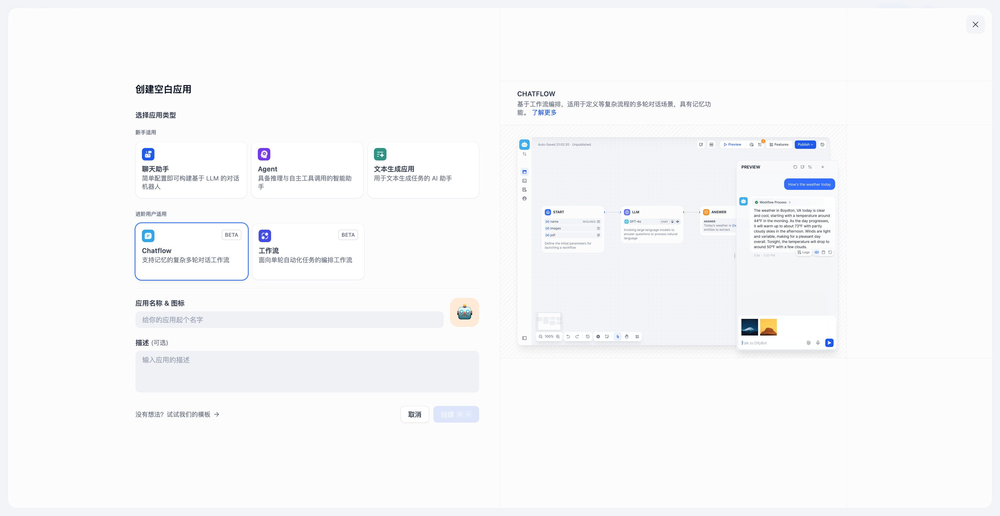 创建空白应用
选择应用类型
新手适用
聊天助手
简单配置即可构建基于 LLM 的对话
机器人
Agent
具备推理与自主工具调用的智能助
手
文本生成应用
用于文本生成任务的 AI 助手
进阶用户适用
BETA
Chatflow
支持记忆的复杂多轮对话工作流
BETA
工作流
面向单轮自动化任务的编排工作流
应用名称 & 图标
给你的应用起个名字
描述 (可选)
输入应用的描述
没有想法？试试我们的模板 →
取消
创建 ⌘ ↵
CHATFLOW
基于工作流编排，适用于定义等复杂流程的多轮对话场景，具有记忆功
能。 了解更多
Auto-Saved 21:02:35 · Unpublished
ENV
Preview
2
Features
Publish
START
{x} name REQUIRED
{x} images
{x} pdf
Define the initial parameters for
launching a workflow
LLM
GPT-4o CHAT
Invoking large language models to
answer questions or process natural
language
ANSWER
ANSWER
Today's weather is {{w
entities to extract.
100%
PREVIEW
How's the weather today
Workflow Process
The weather in Boydton, VA today is clear
and cool, starting with a temperature around
44°F in the morning. As the day progresses,
it will warm up to about 73°F with partly
cloudy skies in the afternoon. Winds are light
and variable, making for a pleasant day
overall. Tonight, the temperature will drop to
around 50°F with a few clouds.
Logs
5.6s · 1:20 PM
Talk to DifyBot